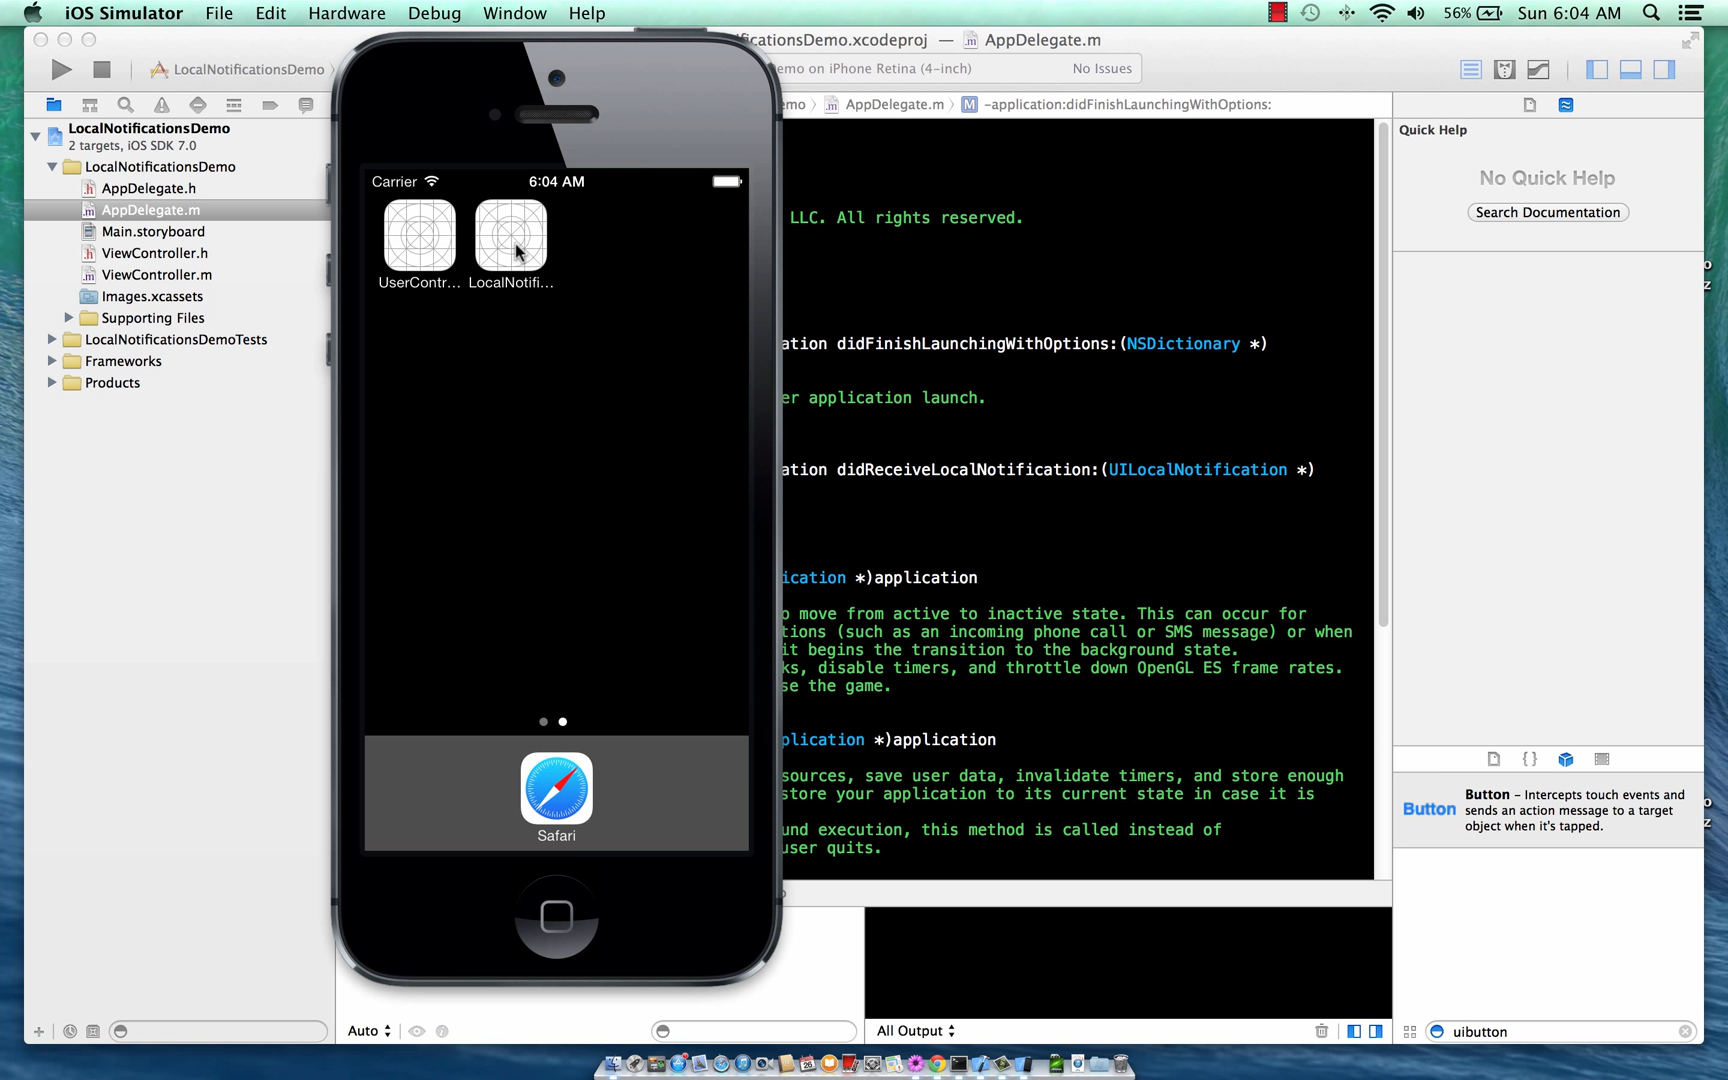 iOS Simulator File Edit Hardware Debug Window Help
56% Sun 6:04 AM
ificationsDemo.xcodeproj — AppDelegate.m
LocalNotificationsDemo
emo on iPhone Retina (4-inch) No Issues
emo AppDelegate.m -application:didFinishLaunchingWithOptions:
LocalNotificationsDemo
2 targets, iOS SDK 7.0
LocalNotificationsDemo
AppDelegate.h
AppDelegate.m
Main.storyboard
ViewController.h
ViewController.m
Images.xcassets
Supporting Files
LocalNotificationsDemoTests
Frameworks
Products
Carrier 6:04 AM
UserContr... LocalNotifi...
Safari
LLC. All rights reserved.
ation didFinishLaunchingWithOptions:(NSDictionary *)
er application launch.
ation didReceiveLocalNotification:(UILocalNotification *)
ication *)application
o move from active to inactive state. This can occur for
tions (such as an incoming phone call or SMS message) or when
it begins the transition to the background state.
ks, disable timers, and throttle down OpenGL ES frame rates.
se the game.
plication *)application
sources, save user data, invalidate timers, and store enough
store your application to its current state in case it is
und execution, this method is called instead of
user quits.
Quick Help
No Quick Help
Search Documentation
Button
Button – Intercepts touch events and
sends an action message to a target
object when it's tapped.
Auto
All Output
uibutton